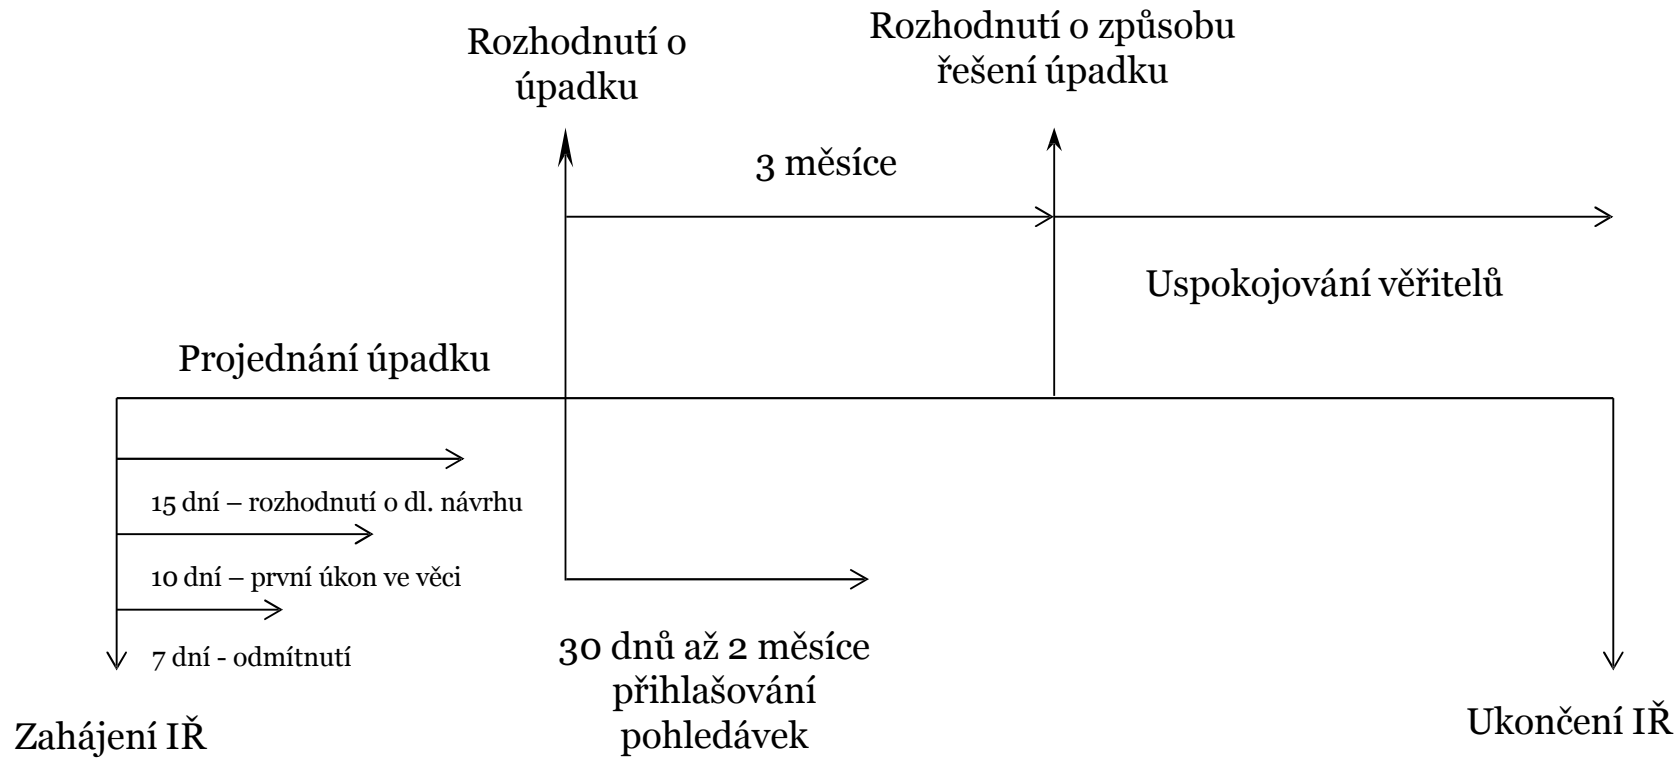 Rozhodnutí o
úpadku
Rozhodnutí o způsobu
řešení úpadku
3 měsíce
Uspokojování věřitelů
Projednání úpadku
15 dní – rozhodnutí o dl. návrhu
10 dní – první úkon ve věci
7 dní - odmítnutí
30 dnů až 2 měsíce
přihlašování
pohledávek
Zahájení IŘ
Ukončení IŘ